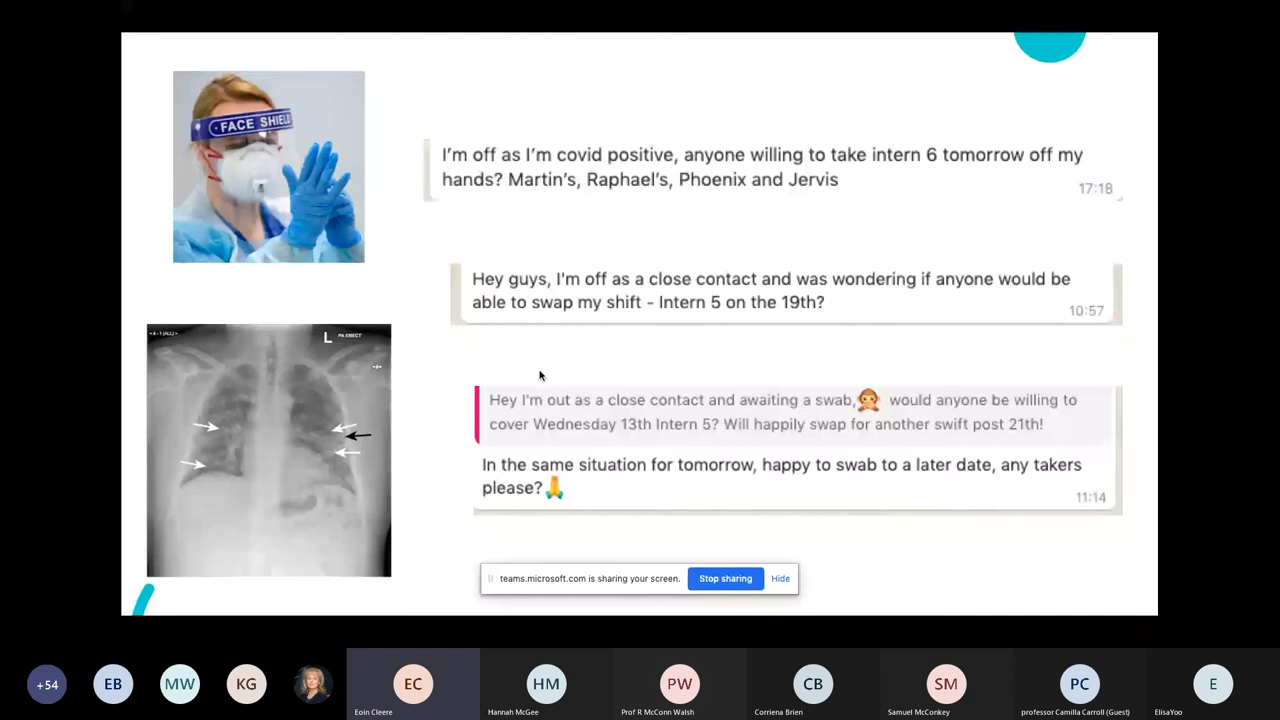 FACE SHIELD
I'm off as I'm covid positive, anyone willing to take intern 6 tomorrow off my
hands? Martin's, Raphael's, Phoenix and Jervis
17:18
Hey guys, I'm off as a close contact and was wondering if anyone would be
able to swap my shift - Intern 5 on the 19th?
10:57
L
PA ERECT
Hey I'm out as a close contact and awaiting a swab,🙊 would anyone be willing to
cover Wednesday 13th Intern 5? Will happily swap for another swift post 21th!
In the same situation for tomorrow, happy to swab to a later date, any takers
please?🙏
11:14
teams.microsoft.com is sharing your screen.
Stop sharing
Hide
+54
EB
MW
KG
EC
HM
PW
CB
SM
PC
E
Eoin Cleere
Hannah McGee
Prof R McConn Walsh
Corriena Brien
Samuel McConkey
professor Camilla Carroll (Guest)
ElisaYoo